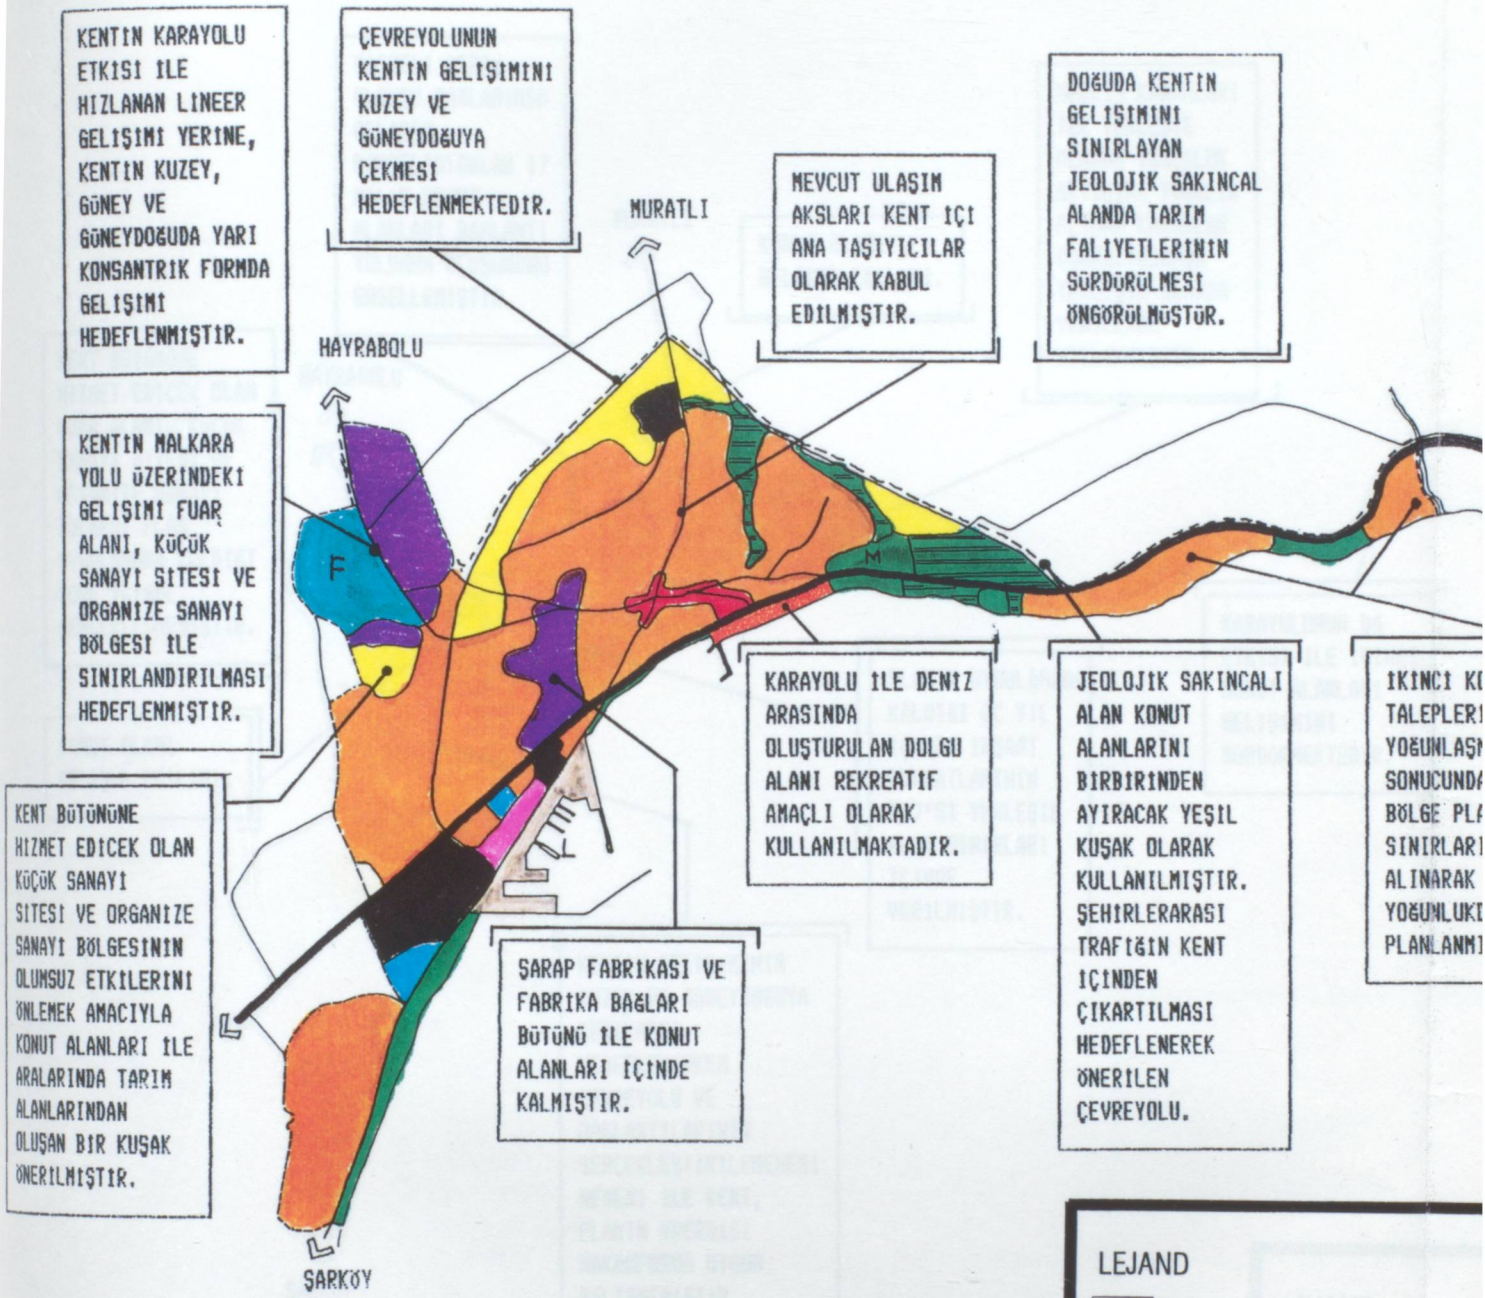 KENTİN KARAYOLU
ETKİSİ İLE
HIZLANAN LİNEER
GELİŞİMİ YERİNE,
KENTİN KUZEY,
GÜNEY VE
GÜNEYDOĞUDA YARI
KONSANTRİK FORMDA
GELİŞİMİ
HEDEFLENMİŞTİR.
ÇEVREYOLUNUN
KENTİN GELİŞİMİNİ
KUZEY VE
GÜNEYDOĞUYA
ÇEKMESİ
HEDEFLENMEKTEDİR.
MURATLI
MEVCUT ULAŞIM
AKSLARI KENT İÇİ
ANA TAŞIYICILAR
OLARAK KABUL
EDİLMİŞTİR.
DOĞUDA KENTİN
GELİŞİMİNİ
SINIRLAYAN
JEOLOJİK SAKINCAL
ALANDA TARIM
FALİYETLERİNİN
SÜRDÜRÜLMESİ
ÖNGÖRÜLMÜŞTÜR.
HAYRABOLU
KENTİN MALKARA
YOLU ÜZERİNDEKİ
GELİŞİMİ FUAR
ALANI, KÜÇÜK
SANAYİ SİTESİ VE
ORGANİZE SANAYİ
BÖLGESİ İLE
SINIRLANDIRILMASI
HEDEFLENMİŞTİR.
F
M
L
KENT BÜTÜNÜNE
HİZMET EDİCEK OLAN
KÜÇÜK SANAYİ
SİTESİ VE ORGANİZE
SANAYİ BÖLGESİNİN
OLUMSUZ ETKİLERİNİ
ÖNLEMEK AMACIYLA
KONUT ALANLARI İLE
ARALARINDA TARIM
ALANLARINDAN
OLUŞAN BİR KUŞAK
ÖNERİLMİŞTİR.
ŞARAP FABRİKASI VE
FABRİKA BAĞLARI
BÜTÜNÜ İLE KONUT
ALANLARI İÇİNDE
KALMIŞTIR.
KARAYOLU İLE DENİZ
ARASINDA
OLUŞTURULAN DOLGU
ALANI REKREATİF
AMAÇLI OLARAK
KULLANILMAKTADIR.
JEOLOJİK SAKINCALI
ALAN KONUT
ALANLARINI
BİRBİRİNDEN
AYIRACAK YEŞİL
KUŞAK OLARAK
KULLANILMIŞTIR.
ŞEHİRLERARASI
TRAFİĞİN KENT
İÇİNDEN
ÇIKARTILMASI
HEDEFLENEREK
ÖNERİLEN
ÇEVREYOLU.
İKİNCİ
TALEPLERİ
SONUCUNDA
BÖLGE
SINIRLARI
ALINARAK
ŞARKÖY
LEJAND